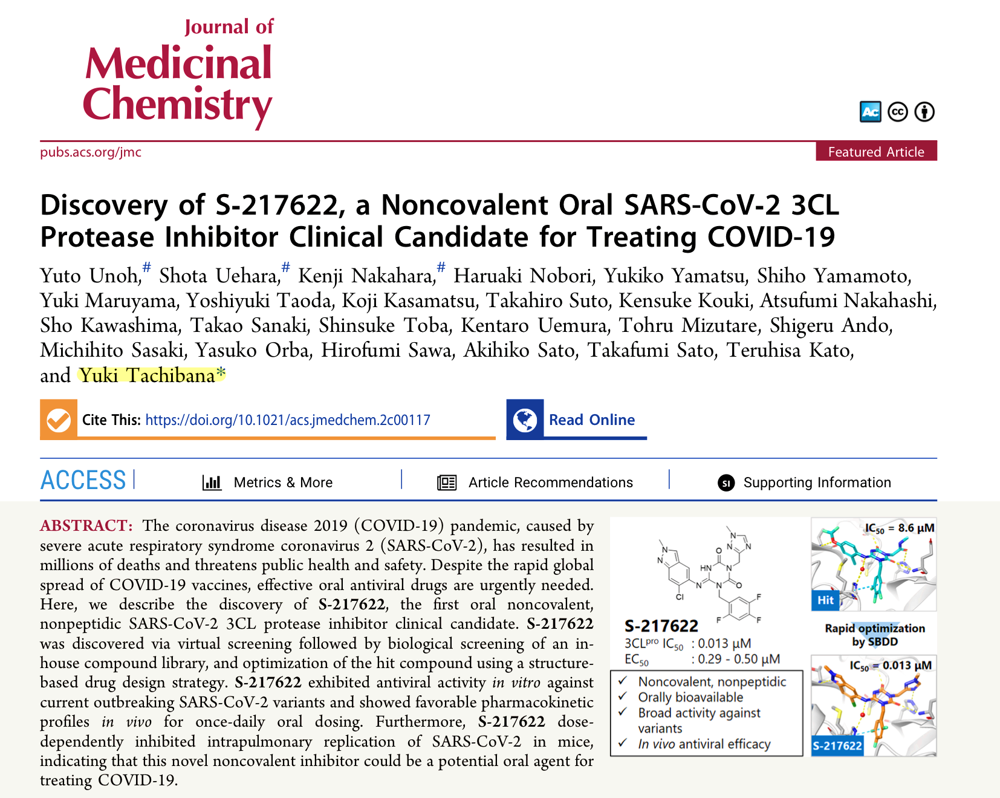 Journal of
Medicinal
Chemistry
Ac cc
pubs.acs.org/jmc
Featured Article
Discovery of S-217622, a Noncovalent Oral SARS-CoV-2 3CL
Protease Inhibitor Clinical Candidate for Treating COVID-19
Yuto Unoh,# Shota Uehara,# Kenji Nakahara,# Haruaki Nobori, Yukiko Yamatsu, Shiho Yamamoto,
Yuki Maruyama, Yoshiyuki Taoda, Koji Kasamatsu, Takahiro Suto, Kensuke Kouki, Atsufumi Nakahashi,
Sho Kawashima, Takao Sanaki, Shinsuke Toba, Kentaro Uemura, Tohru Mizutare, Shigeru Ando,
Michihito Sasaki, Yasuko Orba, Hirofumi Sawa, Akihiko Sato, Takafumi Sato, Teruhisa Kato,
and Yuki Tachibana*
Cite This: https://doi.org/10.1021/acs.jmedchem.2c00117
Read Online
ACCESS
Metrics & More
Article Recommendations
SI Supporting Information
ABSTRACT: The coronavirus disease 2019 (COVID-19) pandemic, caused by
severe acute respiratory syndrome coronavirus 2 (SARS-CoV-2), has resulted in
millions of deaths and threatens public health and safety. Despite the rapid global
spread of COVID-19 vaccines, effective oral antiviral drugs are urgently needed.
Here, we describe the discovery of S-217622, the first oral noncovalent,
nonpeptidic SARS-CoV-2 3CL protease inhibitor clinical candidate. S-217622
was discovered via virtual screening followed by biological screening of an in-
house compound library, and optimization of the hit compound using a structure-
based drug design strategy. S-217622 exhibited antiviral activity in vitro against
current outbreaking SARS-CoV-2 variants and showed favorable pharmacokinetic
profiles in vivo for once-daily oral dosing. Furthermore, S-217622 dose-
dependently inhibited intrapulmonary replication of SARS-CoV-2 in mice,
indicating that this novel noncovalent inhibitor could be a potential oral agent for
treating COVID-19.
N
N
Cl
N
HN
O
N
O
N
N
N
N
F
F
F
S-217622
3CLpro IC50 : 0.013 µM
EC50 : 0.29 - 0.50 µM
✓ Noncovalent, nonpeptidic
✓ Orally bioavailable
✓ Broad activity against
variants
✓ In vivo antiviral efficacy
IC50 = 8.6 µM
Hit
Rapid optimization
by SBDD
IC50 = 0.013 µM
S-217622